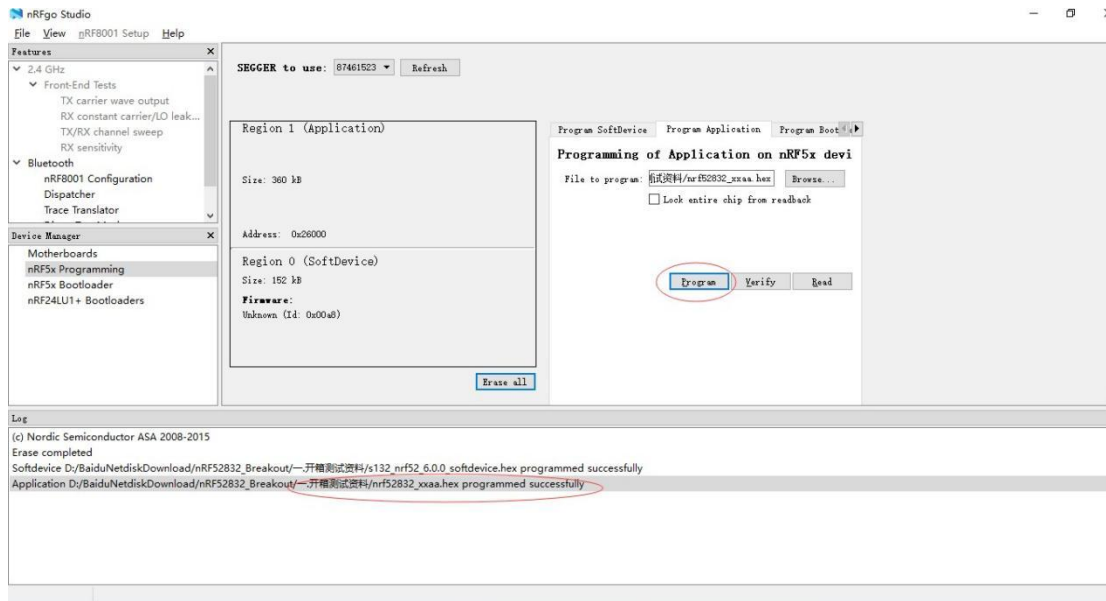 nRFgo Studio
File View nRF8001 Setup Help
Features
2.4 GHz
Front-End Tests
TX carrier wave output
RX constant carrier/LO leak...
TX/RX channel sweep
RX sensitivity
Bluetooth
nRF8001 Configuration
Dispatcher
Trace Translator
Device Manager
Motherboards
nRF5x Programming
nRF5x Bootloader
nRF24LU1+ Bootloaders
SEGGER to use: 87461523 Refresh
Region 1 (Application)
Size: 360 kB
Address: 0x26000
Region 0 (SoftDevice)
Size: 152 kB
Firmware:
Unknown (Id: 0x00a8)
Erase all
Program SoftDevice Program Application Program Boot
Programming of Application on nRF5x devi
File to program: 测试资料/nrf52832_xxaa.hex Browse...
Lock entire chip from readback
Program Verify Read
Log
(c) Nordic Semiconductor ASA 2008-2015
Erase completed
Softdevice D:/BaiduNetdiskDownload/nRF52832_Breakout/一.开箱测试资料/s132_nrf52_6.0.0_softdevice.hex programmed successfully
Application D:/BaiduNetdiskDownload/nRF52832_Breakout/一.开箱测试资料/nrf52832_xxaa.hex programmed successfully